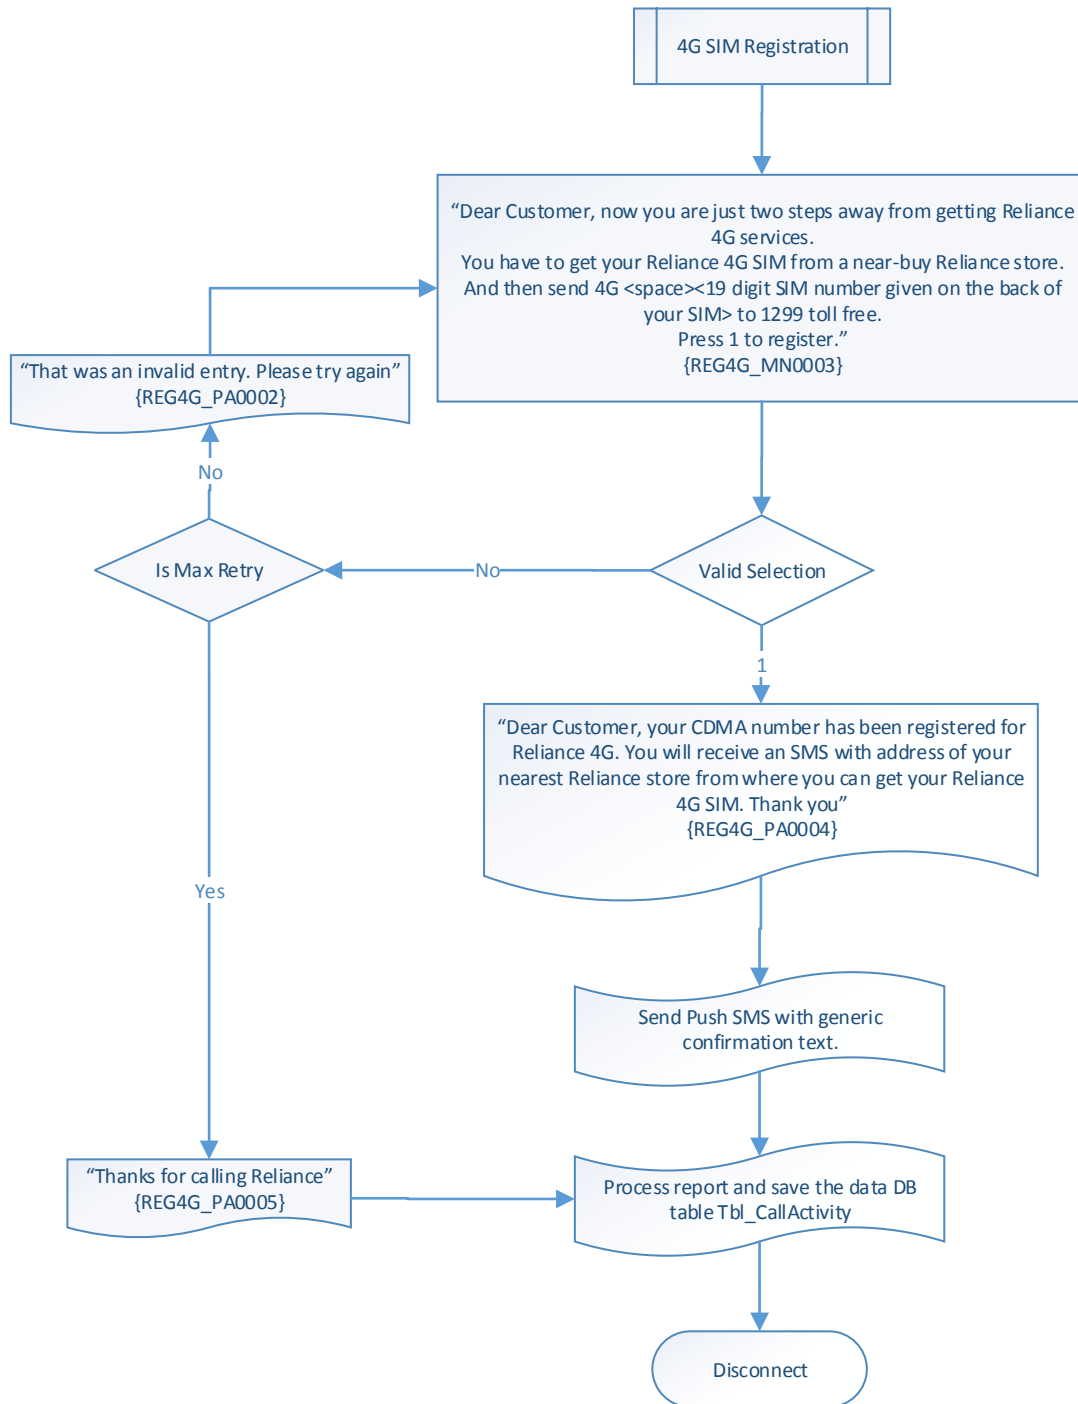 4G SIM Registration
“Dear Customer, now you are just two steps away from getting Reliance
4G services.
You have to get your Reliance 4G SIM from a near-buy Reliance store.
And then send 4G <space><19 digit SIM number given on the back of
your SIM> to 1299 toll free.
Press 1 to register.”
{REG4G_MN0003}
“That was an invalid entry. Please try again”
{REG4G_PA0002}
No
Is Max Retry
No
Valid Selection
1
“Dear Customer, your CDMA number has been registered for
Reliance 4G. You will receive an SMS with address of your
nearest Reliance store from where you can get your Reliance
4G SIM. Thank you”
{REG4G_PA0004}
Yes
Send Push SMS with generic
confirmation text.
“Thanks for calling Reliance”
{REG4G_PA0005}
Process report and save the data DB
table Tbl_CallActivity
Disconnect